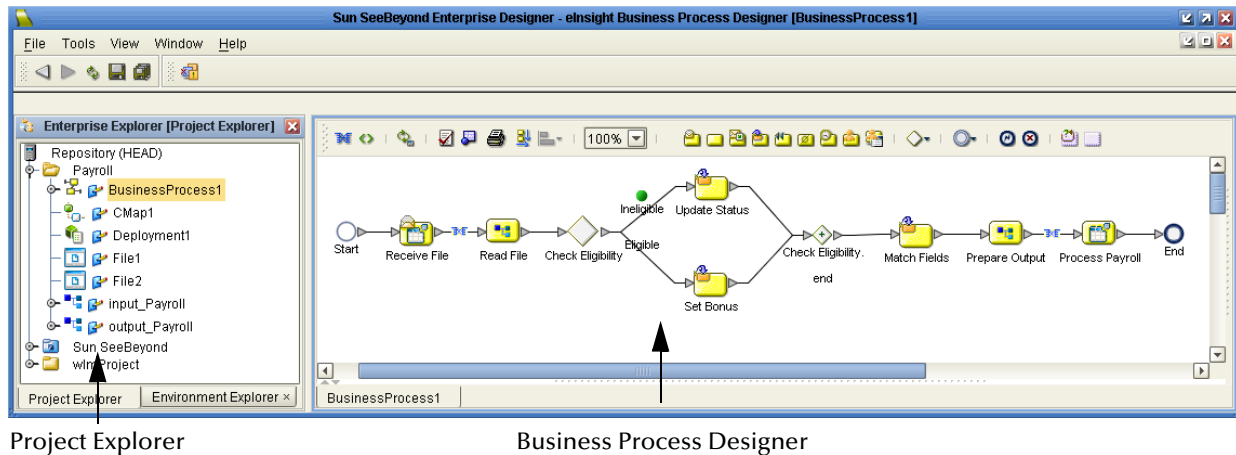 Sun SeeBeyond Enterprise Designer - eInsight Business Process Designer [BusinessProcess1]
File Tools View Window Help
Enterprise Explorer [Project Explorer]
Repository (HEAD)
Payroll
BusinessProcess1
CMap1
Deployment1
File1
File2
input_Payroll
output_Payroll
Sun SeeBeyond
wlmProject
Project Explorer Environment Explorer ×
100%
Start
Receive File
Read File
Check Eligibility
Ineligible
Eligible
Update Status
Set Bonus
Check Eligibility.
end
Match Fields
Prepare Output
Process Payroll
End
BusinessProcess1
Project Explorer
Business Process Designer